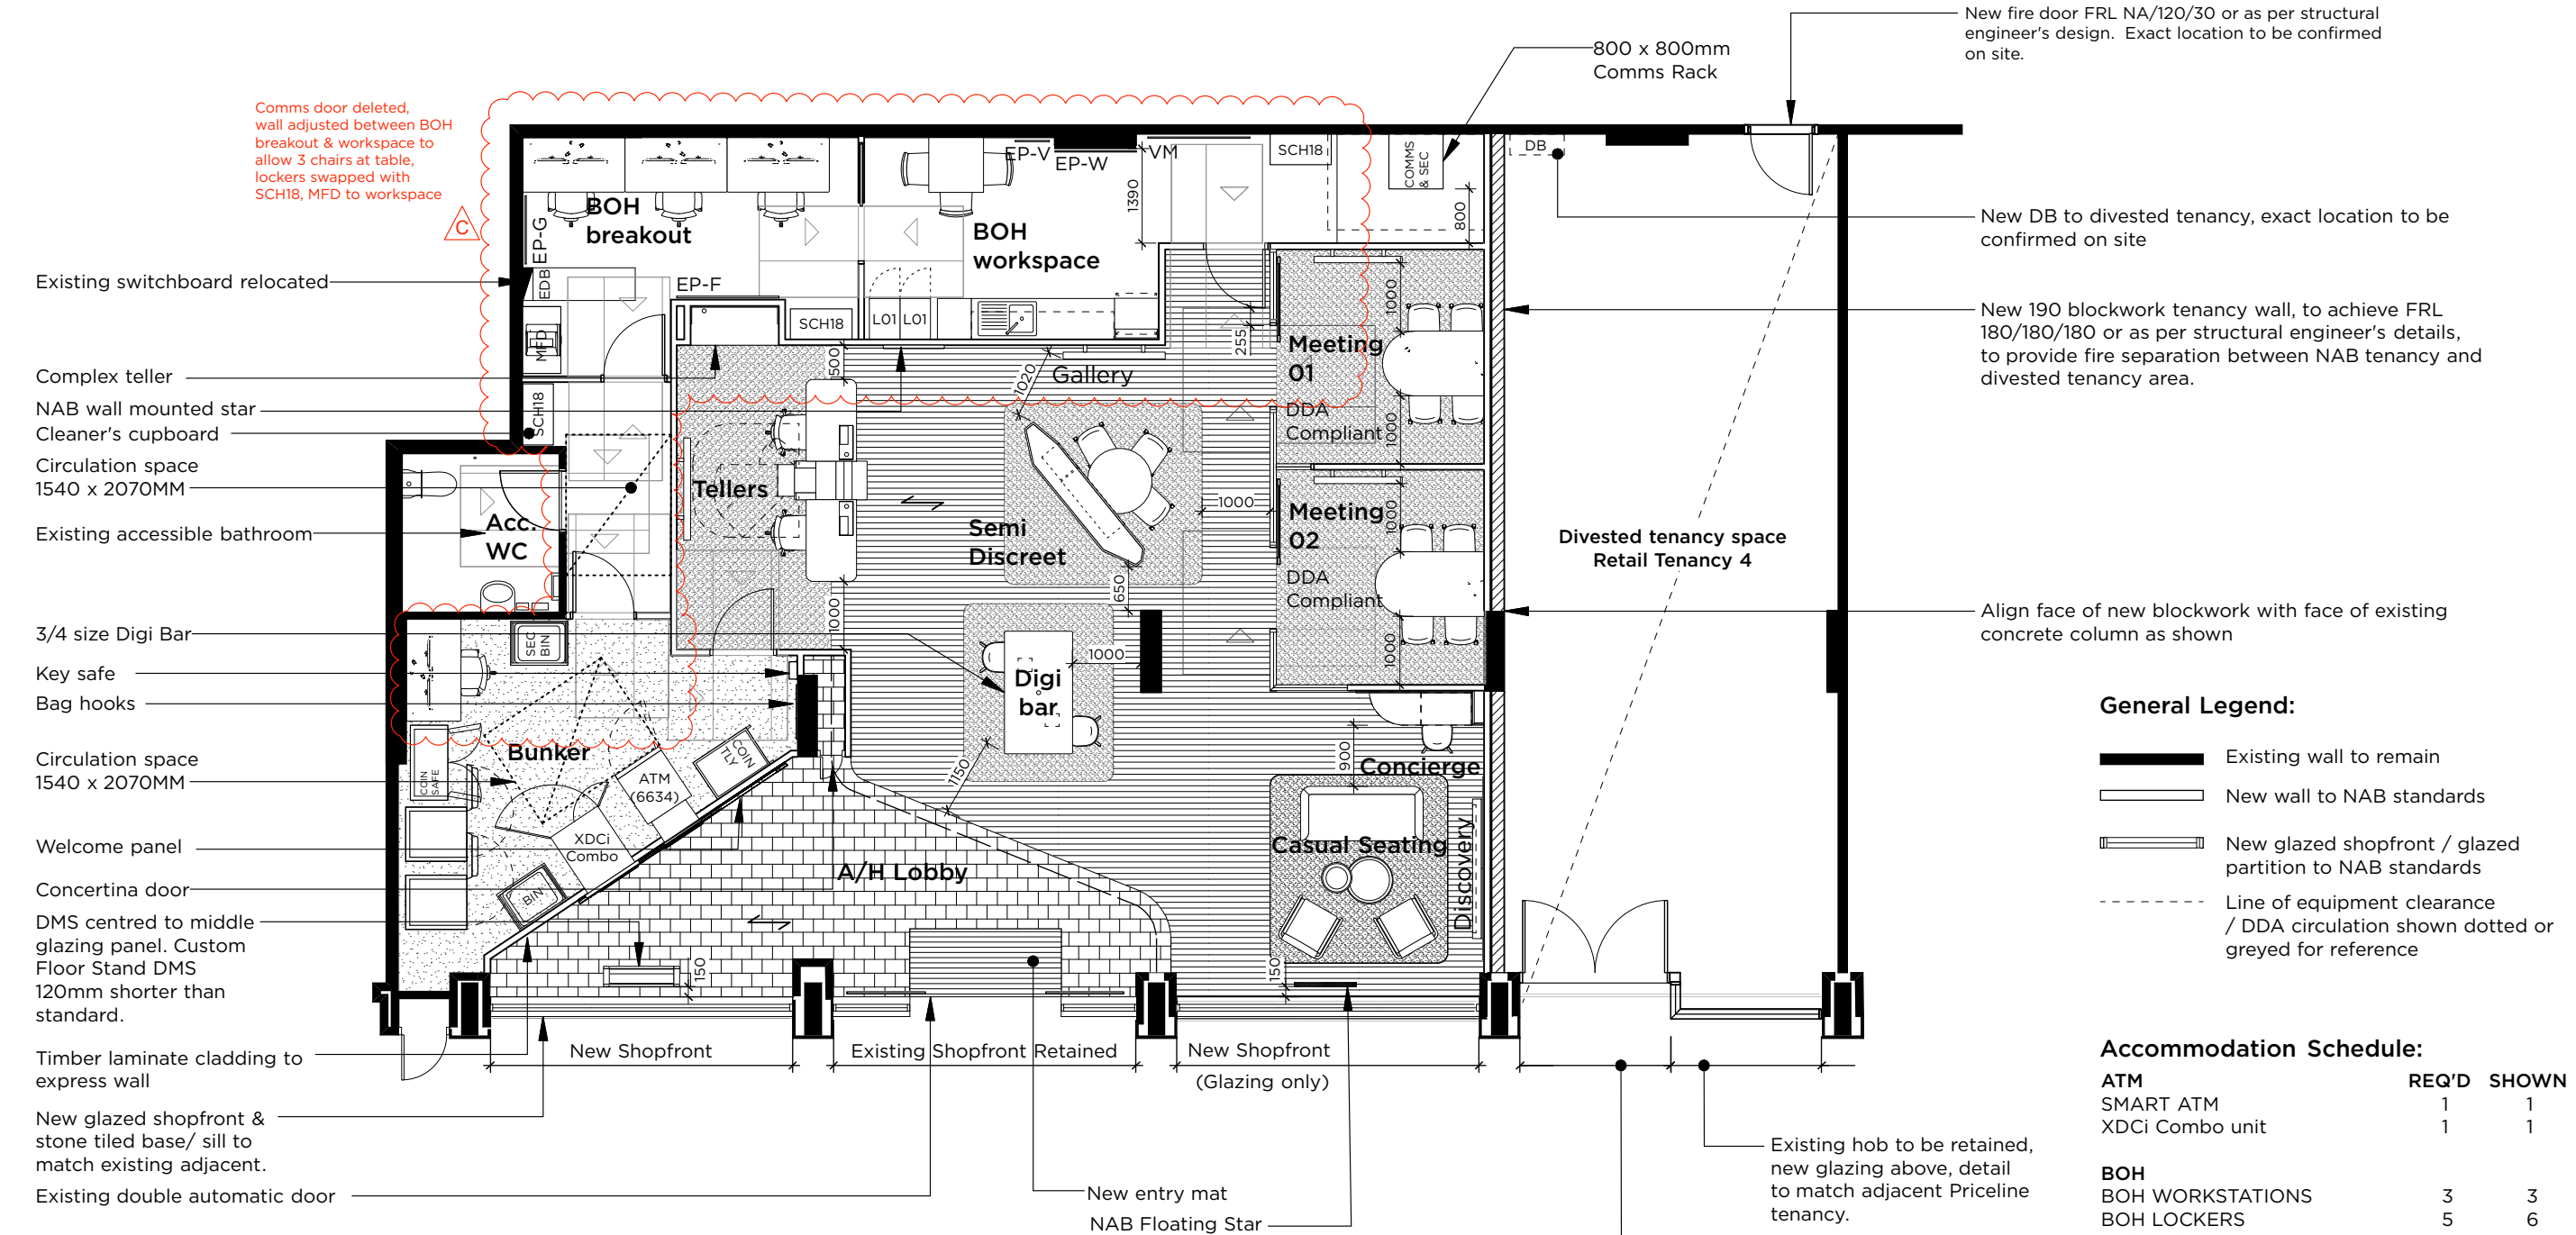 New fire door FRL NA/120/30 or as per structural
engineer's design.  Exact location to be confirmed
on site.
800 x 800mm
Comms Rack
Comms door deleted,
wall adjusted between BOH
breakout & workspace to
allow 3 chairs at table,
lockers swapped with
SCH18, MFD to workspace
C
EP-V
EP-W
VM
SCH18
COMMS
& SEC
DB
1390
800
BOH
breakout
BOH
workspace
New DB to divested tenancy, exact location to be
confirmed on site
EP-G
EDB
EP-F
Existing switchboard relocated
MFD
SCH18
L01
L01
500
1020
Gallery
255
1000
Meeting
01
DDA
Compliant
1000
New 190 blockwork tenancy wall, to achieve FRL
180/180/180 or as per structural engineer's details,
to provide fire separation between NAB tenancy and
divested tenancy area.
Complex teller
NAB wall mounted star
Cleaner's cupboard
SCH18
Circulation space
1540 x 2070MM
Existing accessible bathroom
Acc.
WC
Tellers
Semi
Discreet
1000
Meeting
02
1000
DDA
Compliant
1000
Divested tenancy space
Retail Tenancy 4
650
1000
Align face of new blockwork with face of existing
concrete column as shown
3/4 size Digi Bar
Key safe
Bag hooks
SEC
BIN
1000
Digi
bar
General Legend:
Existing wall to remain
New wall to NAB standards
New glazed shopfront / glazed
partition to NAB standards
Line of equipment clearance
/ DDA circulation shown dotted or
greyed for reference
Circulation space
1540 x 2070MM
Bunker
COIN
SAFE
COIN
TLY
ATM
(6634)
1150
900
Concierge
Welcome panel
XDCi
Combo
Casual Seating
Discovery
A/H Lobby
Concertina door
BIN
DMS centred to middle
glazing panel. Custom
Floor Stand DMS
120mm shorter than
standard.
150
150
Timber laminate cladding to
express wall
New Shopfront
Existing Shopfront Retained
New Shopfront
(Glazing only)
New glazed shopfront &
stone tiled base/ sill to
match existing adjacent.
Existing double automatic door
New entry mat
NAB Floating Star
Existing hob to be retained,
new glazing above, detail
to match adjacent Priceline
tenancy.
Accommodation Schedule:
ATM REQ'D SHOWN
SMART ATM 1 1
XDCi Combo unit 1 1
BOH
BOH WORKSTATIONS 3 3
BOH LOCKERS 5 6